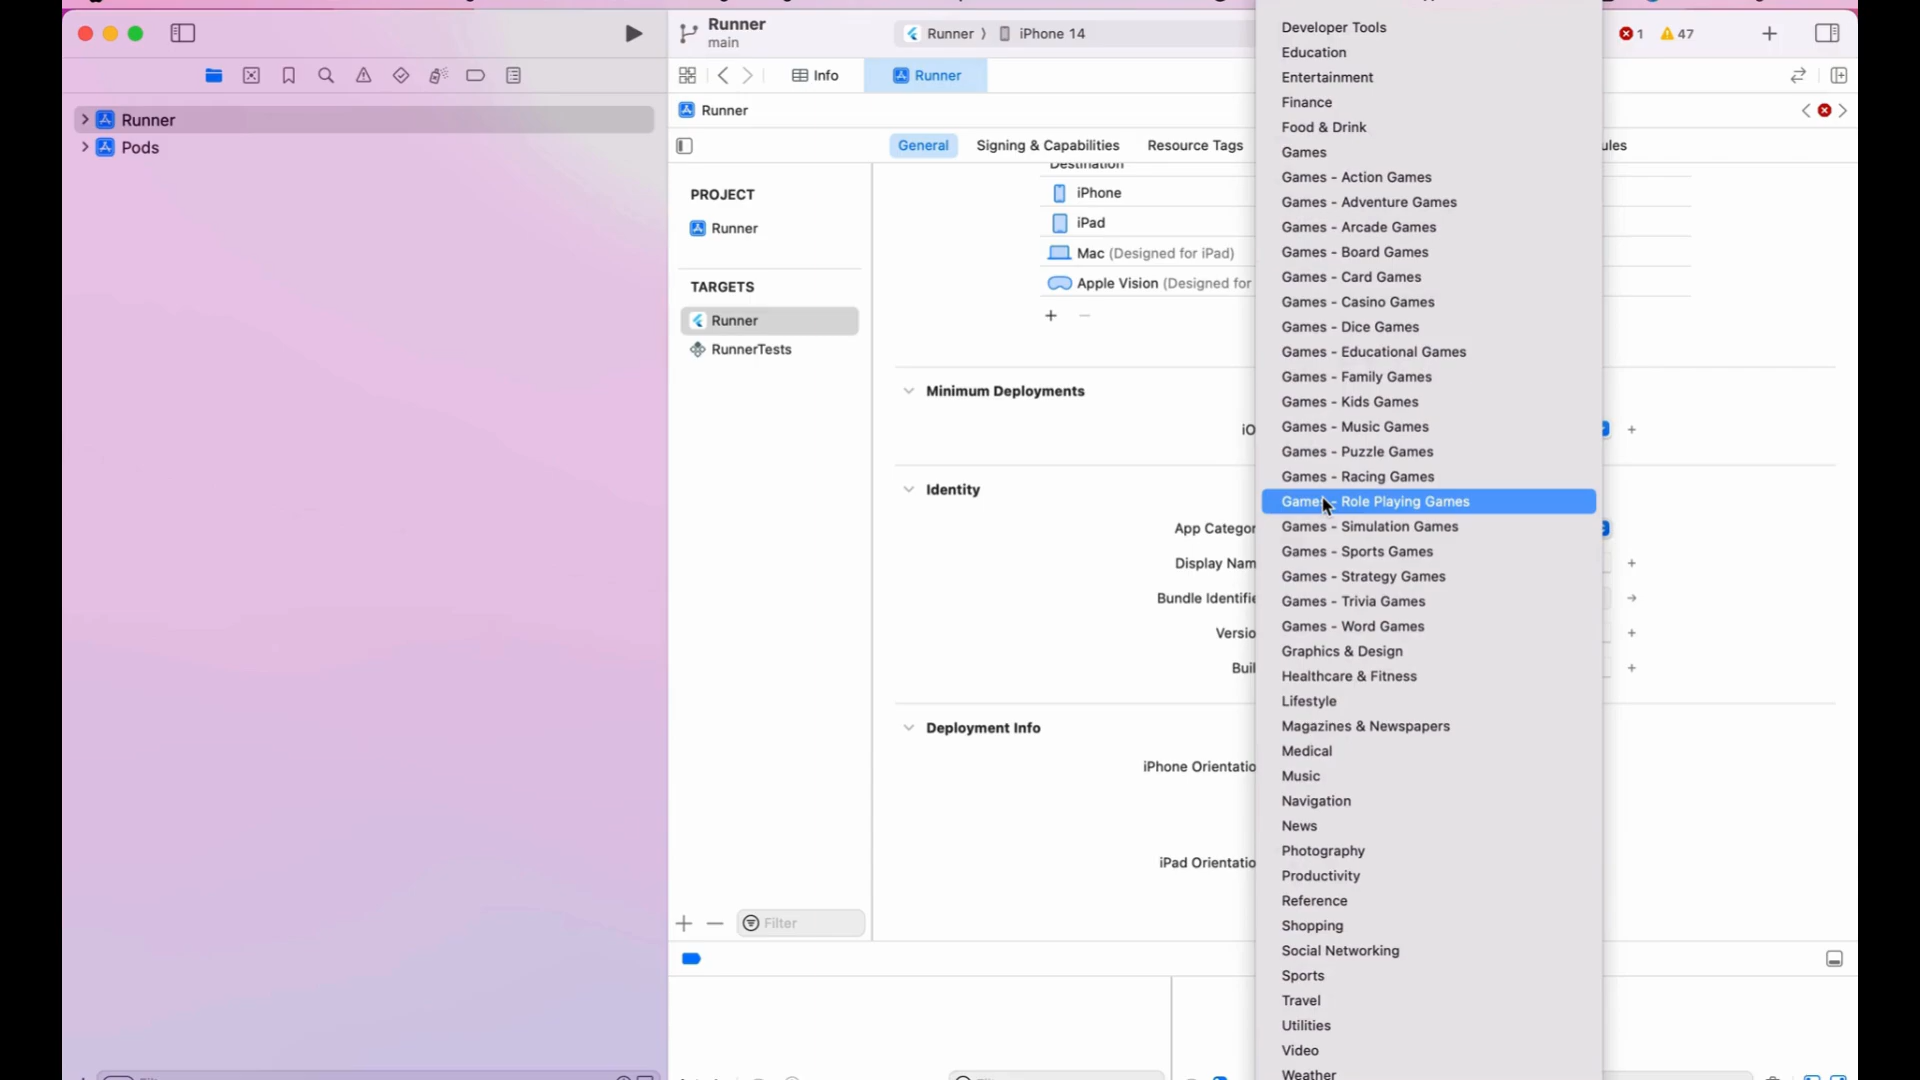 Runner
main
Runner
iPhone 14
1
47
Info
Runner
Runner
General
Signing & Capabilities
Resource Tags
ules
Runner
Pods
PROJECT
Runner
TARGETS
Runner
RunnerTests
Filter
Destination
iPhone
iPad
Mac (Designed for iPad)
Apple Vision (Designed for
Minimum Deployments
iO
Identity
App Categor
Display Nam
Bundle Identifie
Versio
Buil
Deployment Info
iPhone Orientatio
iPad Orientatio
Developer Tools
Education
Entertainment
Finance
Food & Drink
Games
Games - Action Games
Games - Adventure Games
Games - Arcade Games
Games - Board Games
Games - Card Games
Games - Casino Games
Games - Dice Games
Games - Educational Games
Games - Family Games
Games - Kids Games
Games - Music Games
Games - Puzzle Games
Games - Racing Games
Games - Role Playing Games
Games - Simulation Games
Games - Sports Games
Games - Strategy Games
Games - Trivia Games
Games - Word Games
Graphics & Design
Healthcare & Fitness
Lifestyle
Magazines & Newspapers
Medical
Music
Navigation
News
Photography
Productivity
Reference
Shopping
Social Networking
Sports
Travel
Utilities
Video
Weather